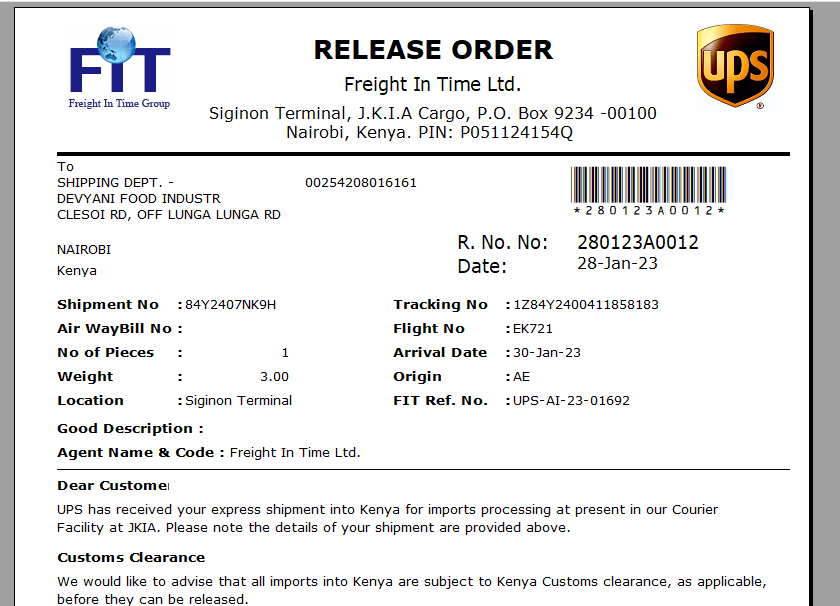 FIT
Freight In Time Group
RELEASE ORDER
Freight In Time Ltd.
Siginon Terminal, J.K.I.A Cargo, P.O. Box 9234 -00100
Nairobi, Kenya. PIN: P051124154Q
ups
®
To
SHIPPING DEPT. - 00254208016161
DEVYANI FOOD INDUSTR
CLESOI RD, OFF LUNGA LUNGA RD
*280123A0012*
NAIROBI
Kenya
R. No. No: 280123A0012
Date: 28-Jan-23
Shipment No :84Y2407NK9H Tracking No :1Z84Y2400411858183
Air WayBill No : Flight No :EK721
No of Pieces : 1 Arrival Date :30-Jan-23
Weight : 3.00 Origin :AE
Location :Siginon Terminal FIT Ref. No. :UPS-AI-23-01692
Good Description :
Agent Name & Code : Freight In Time Ltd.
Dear Custome
UPS has received your express shipment into Kenya for imports processing at present in our Courier
Facility at JKIA. Please note the details of your shipment are provided above.
Customs Clearance
We would like to advise that all imports into Kenya are subject to Kenya Customs clearance, as applicable,
before they can be released.